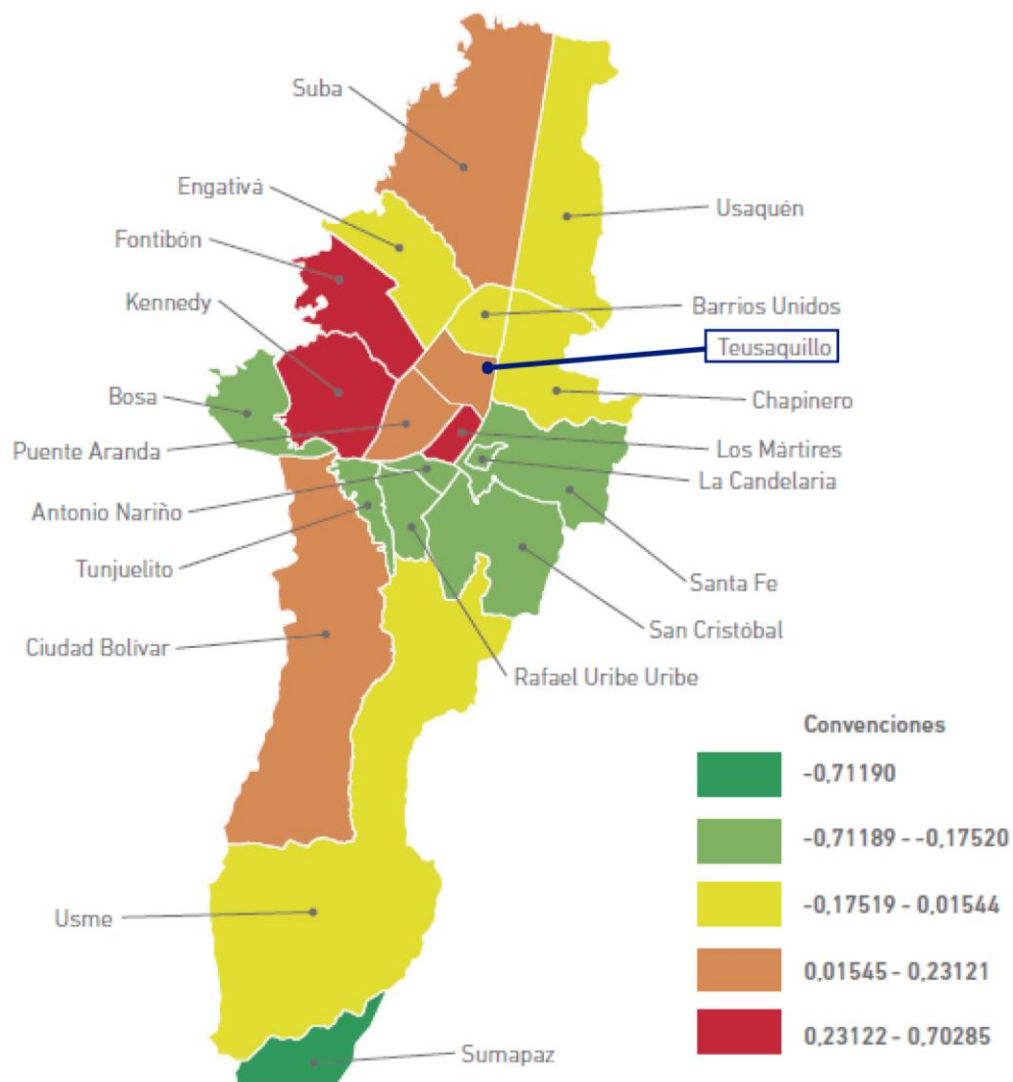 Suba
Engativá
Usaquén
Fontibón
Kennedy
Barrios Unidos
Teusaquillo
Bosa
Chapinero
Puente Aranda
Los Mártires
La Candelaria
Antonio Nariño
Tunjuelito
Santa Fe
San Cristóbal
Ciudad Bolívar
Rafael Uribe Uribe
Convenciones
-0,71190
-0,71189 - -0,17520
-0,17519 - 0,01544
Usme
0,01545 - 0,23121
0,23122 - 0,70285
Sumapaz